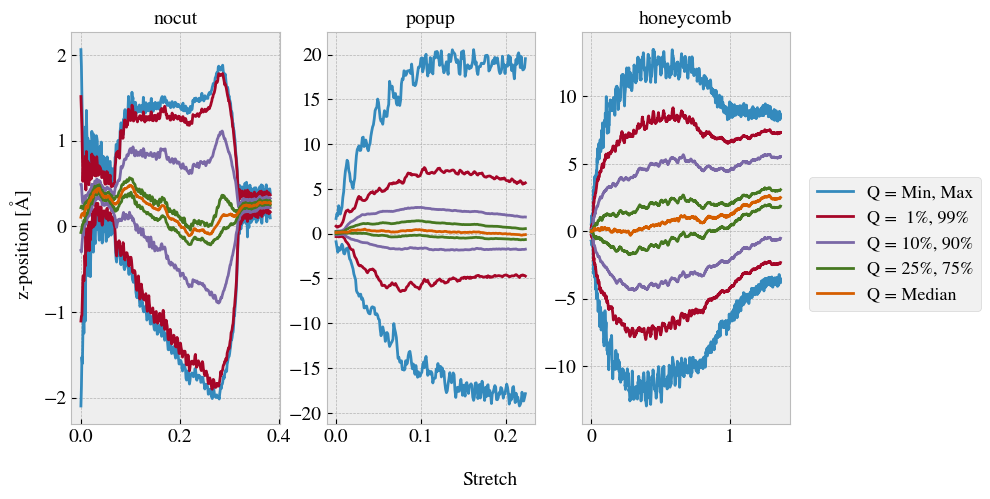 nocut
popup
honeycomb
z-position [Å]
2
1
0
−1
−2
0.0
0.2
0.4
20
15
10
5
0
−5
−10
−15
−20
0.0
0.1
0.2
10
5
0
−5
−10
0
1
Stretch
Q = Min, Max
Q = 1%, 99%
Q = 10%, 90%
Q = 25%, 75%
Q = Median